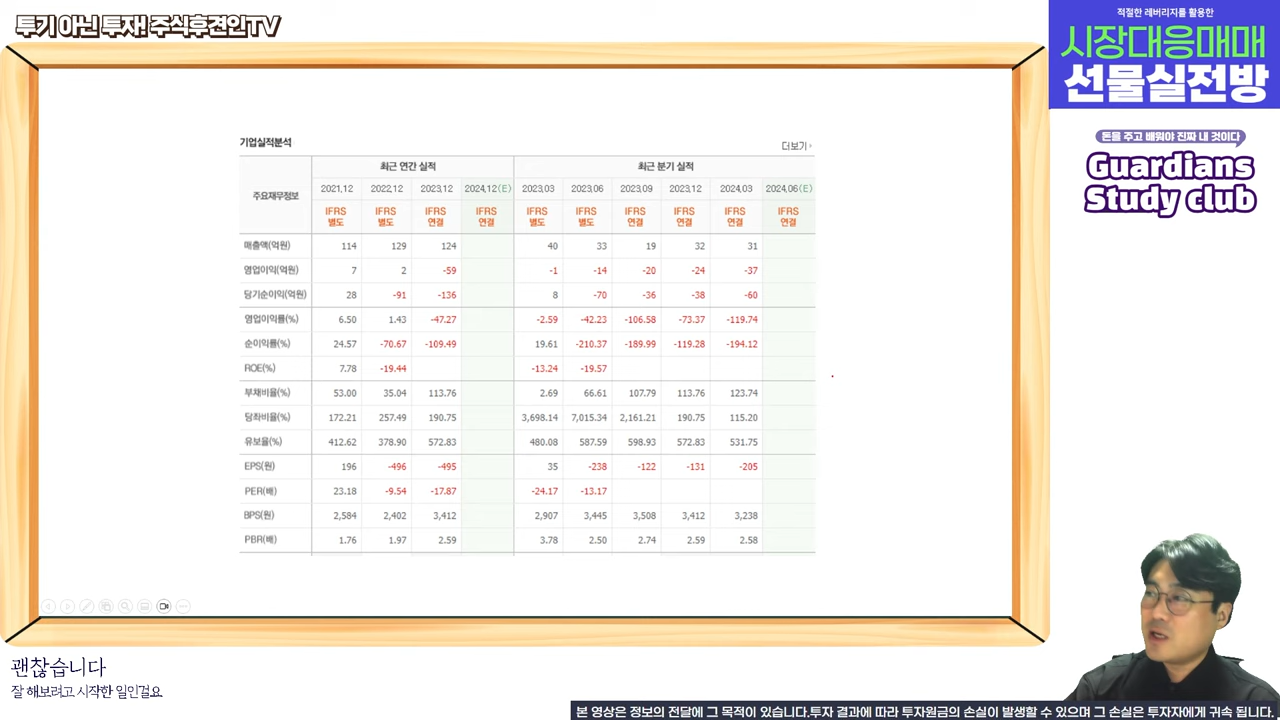 투기 아닌 투자! 주식후견인TV
적절한 레버리지를 활용한
시장대응매매
선물실전방
돈을 주고 배워야 진짜 내 것이다
Guardians
Study club
기업실적분석
더보기
주요재무정보 최근 연간 실적 최근 분기 실적
2021.12 2022.12 2023.12 2024.12(E) 2023.03 2023.06 2023.09 2023.12 2024.03 2024.06(E)
IFRS IFRS IFRS IFRS IFRS IFRS IFRS IFRS IFRS IFRS
별도 별도 연결 연결 별도 별도 연결 연결 연결 연결
매출액(억원) 114 129 124 40 33 19 32 31
영업이익(억원) 7 2 -59 -1 -14 -20 -24 -37
당기순이익(억원) 28 -91 -136 8 -70 -36 -38 -60
영업이익률(%) 6.50 1.43 -47.27 -2.59 -42.23 -106.58 -73.37 -119.74
순이익률(%) 24.57 -70.67 -109.49 19.61 -210.37 -189.99 -119.28 -194.12
ROE(%) 7.78 -19.44 -13.24 -19.57
부채비율(%) 53.00 35.04 113.76 2.69 66.61 107.79 113.76 123.74
당좌비율(%) 172.21 257.49 190.75 3,698.14 7,015.34 2,161.21 190.75 115.20
유보율(%) 412.62 378.90 572.83 480.08 587.59 598.93 572.83 531.75
EPS(원) 196 -496 -495 35 -238 -122 -131 -205
PER(배) 23.18 -9.54 -17.87 -24.17 -13.17
BPS(원) 2,584 2,402 3,412 2,907 3,445 3,508 3,412 3,238
PBR(배) 1.76 1.97 2.59 3.78 2.50 2.74 2.59 2.58
괜찮습니다
잘 해보려고 시작한 일인걸요
본 영상은 정보의 전달에 그 목적이 있습니다.투자 결과에 따라 투자원금의 손실이 발생할 수 있으며 그 손실은 투자자에게 귀속 됩니다.